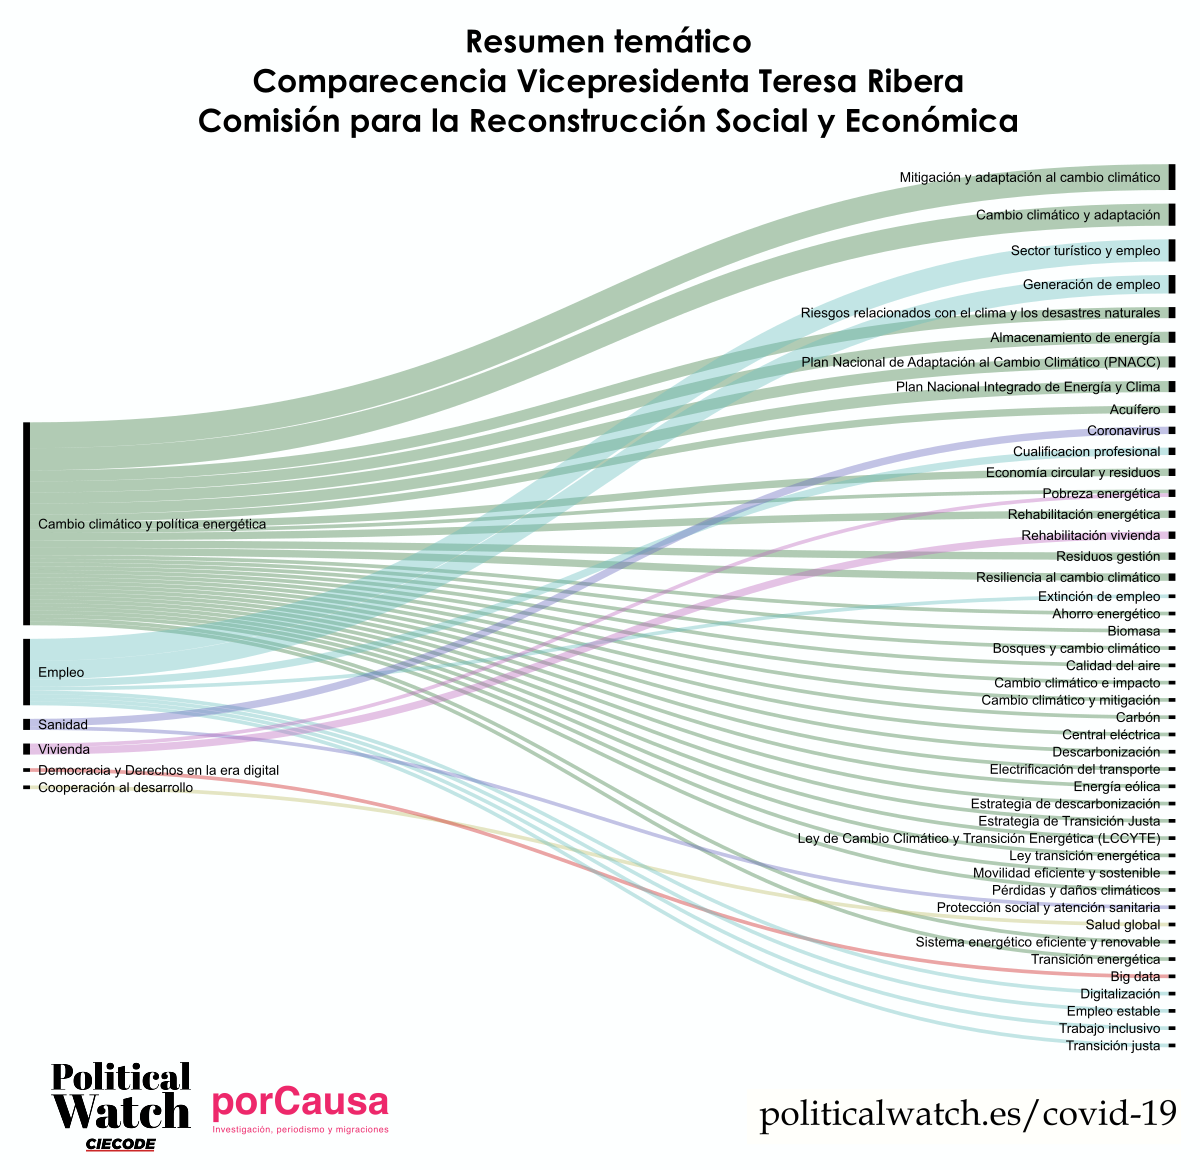 Resumen temático
Comparecencia Vicepresidenta Teresa Ribera
Comisión para la Reconstrucción Social y Económica
Cambio climático y política energética
Empleo
Sanidad
Vivienda
Democracia y Derechos en la era digital
Cooperación al desarrollo
Mitigación y adaptación al cambio climático
Cambio climático y adaptación
Sector turístico y empleo
Generación de empleo
Riesgos relacionados con el clima y los desastres naturales
Almacenamiento de energía
Plan Nacional de Adaptación al Cambio Climático (PNACC)
Plan Nacional Integrado de Energía y Clima
Acuífero
Coronavirus
Cualificacion profesional
Economía circular y residuos
Pobreza energética
Rehabilitación energética
Rehabilitación vivienda
Residuos gestión
Resiliencia al cambio climático
Extinción de empleo
Ahorro energético
Biomasa
Bosques y cambio climático
Calidad del aire
Cambio climático e impacto
Cambio climático y mitigación
Carbón
Central eléctrica
Descarbonización
Electrificación del transporte
Energía eólica
Estrategia de descarbonización
Estrategia de Transición Justa
Ley de Cambio Climático y Transición Energética (LCCYTE)
Ley transición energética
Movilidad eficiente y sostenible
Pérdidas y daños climáticos
Protección social y atención sanitaria
Salud global
Sistema energético eficiente y renovable
Transición energética
Big data
Digitalización
Empleo estable
Trabajo inclusivo
Transición justa
Political
Watch
CIECODE
porCausa
Investigación, periodismo y migraciones
politicalwatch.es/covid-19